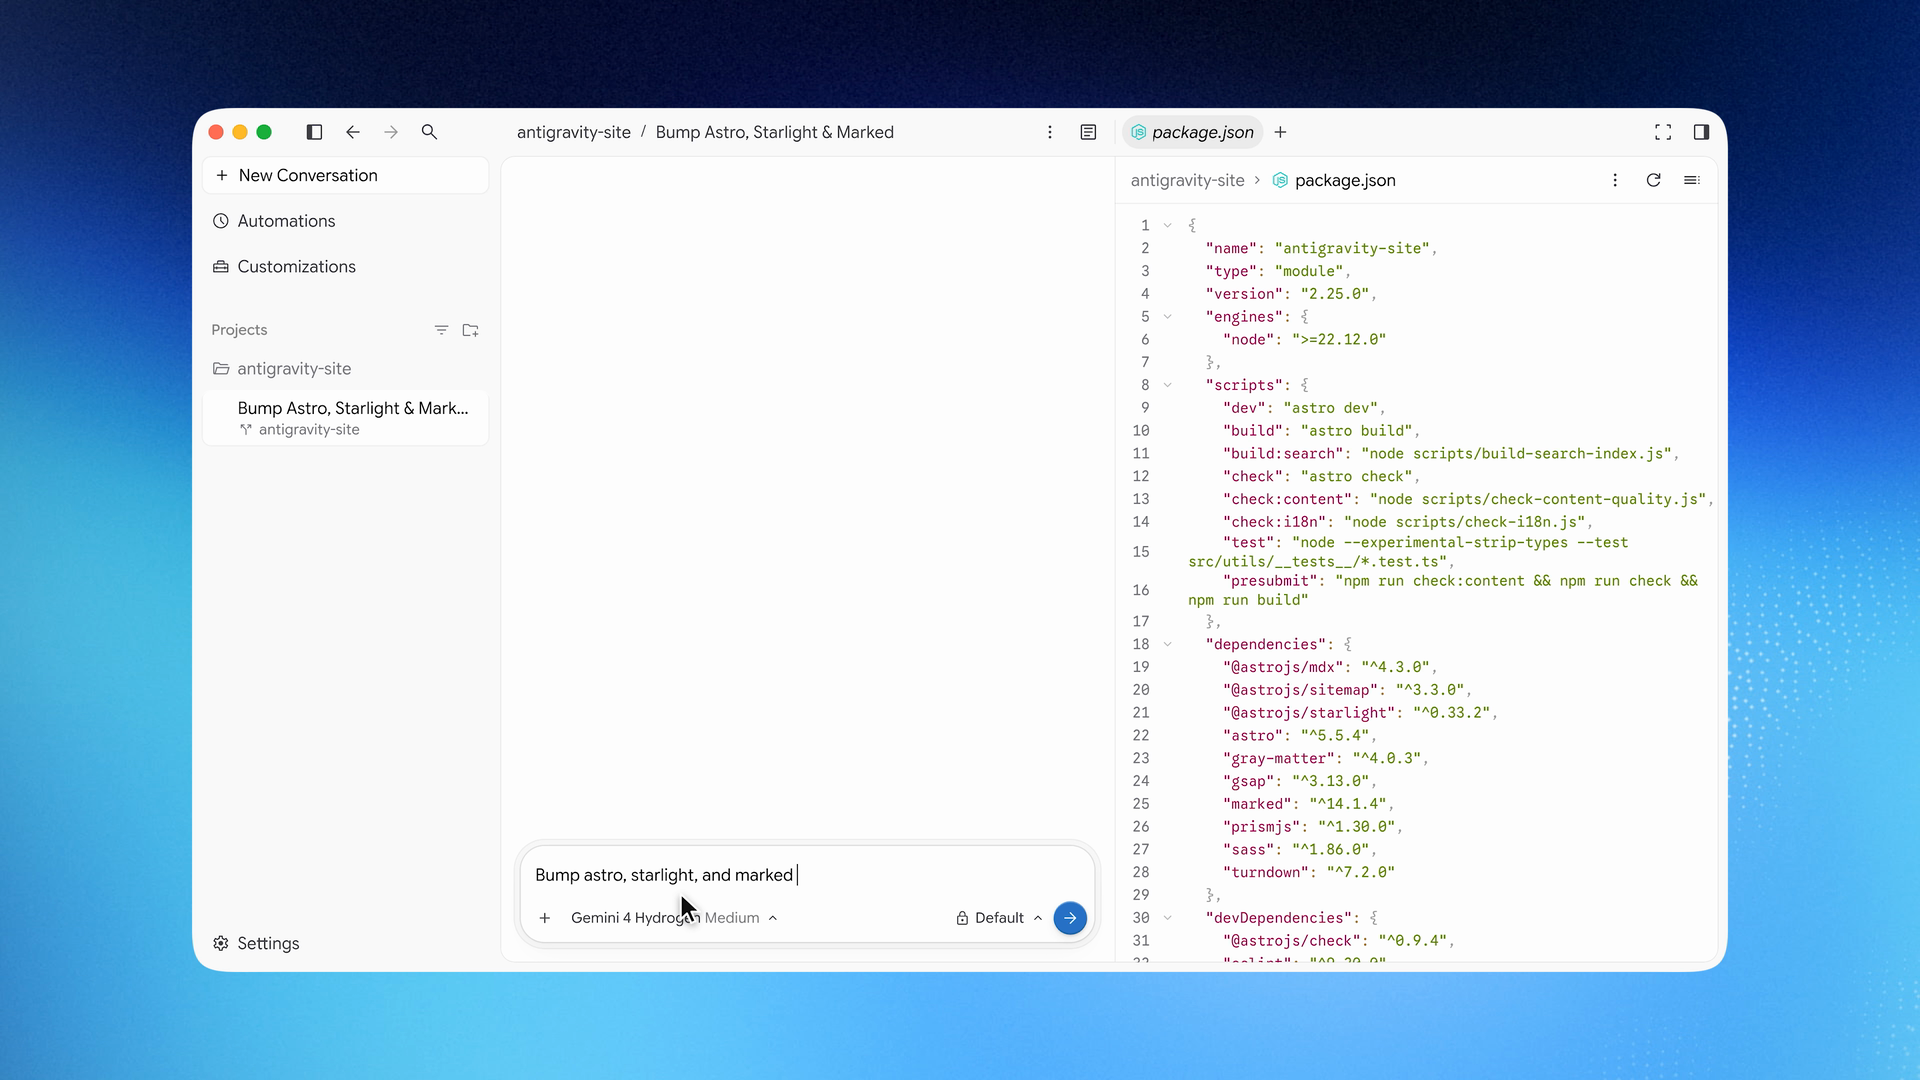 antigravity-site / Bump Astro, Starlight & Marked
package.json
New Conversation
Automations
Customizations
Projects
antigravity-site
Bump Astro, Starlight & Mark...
antigravity-site
Settings
Bump astro, starlight, and marked
Gemini 4 Hydrogen Medium
Default
antigravity-site > package.json
1 {
2 "name": "antigravity-site",
3 "type": "module",
4 "version": "2.25.0",
5 "engines": {
6 "node": ">=22.12.0"
7 },
8 "scripts": {
9 "dev": "astro dev",
10 "build": "astro build",
11 "build:search": "node scripts/build-search-index.js",
12 "check": "astro check",
13 "check:content": "node scripts/check-content-quality.js",
14 "check:i18n": "node scripts/check-i18n.js",
15 "test": "node --experimental-strip-types --test
src/utils/__tests__/*.test.ts",
16 "presubmit": "npm run check:content && npm run check &&
npm run build"
17 },
18 "dependencies": {
19 "@astrojs/mdx": "^4.3.0",
20 "@astrojs/sitemap": "^3.3.0",
21 "@astrojs/starlight": "^0.33.2",
22 "astro": "^5.5.4",
23 "gray-matter": "^4.0.3",
24 "gsap": "^3.13.0",
25 "marked": "^14.1.4",
26 "prismjs": "^1.30.0",
27 "sass": "^1.86.0",
28 "turndown": "^7.2.0"
29 },
30 "devDependencies": {
31 "@astrojs/check": "^0.9.4",